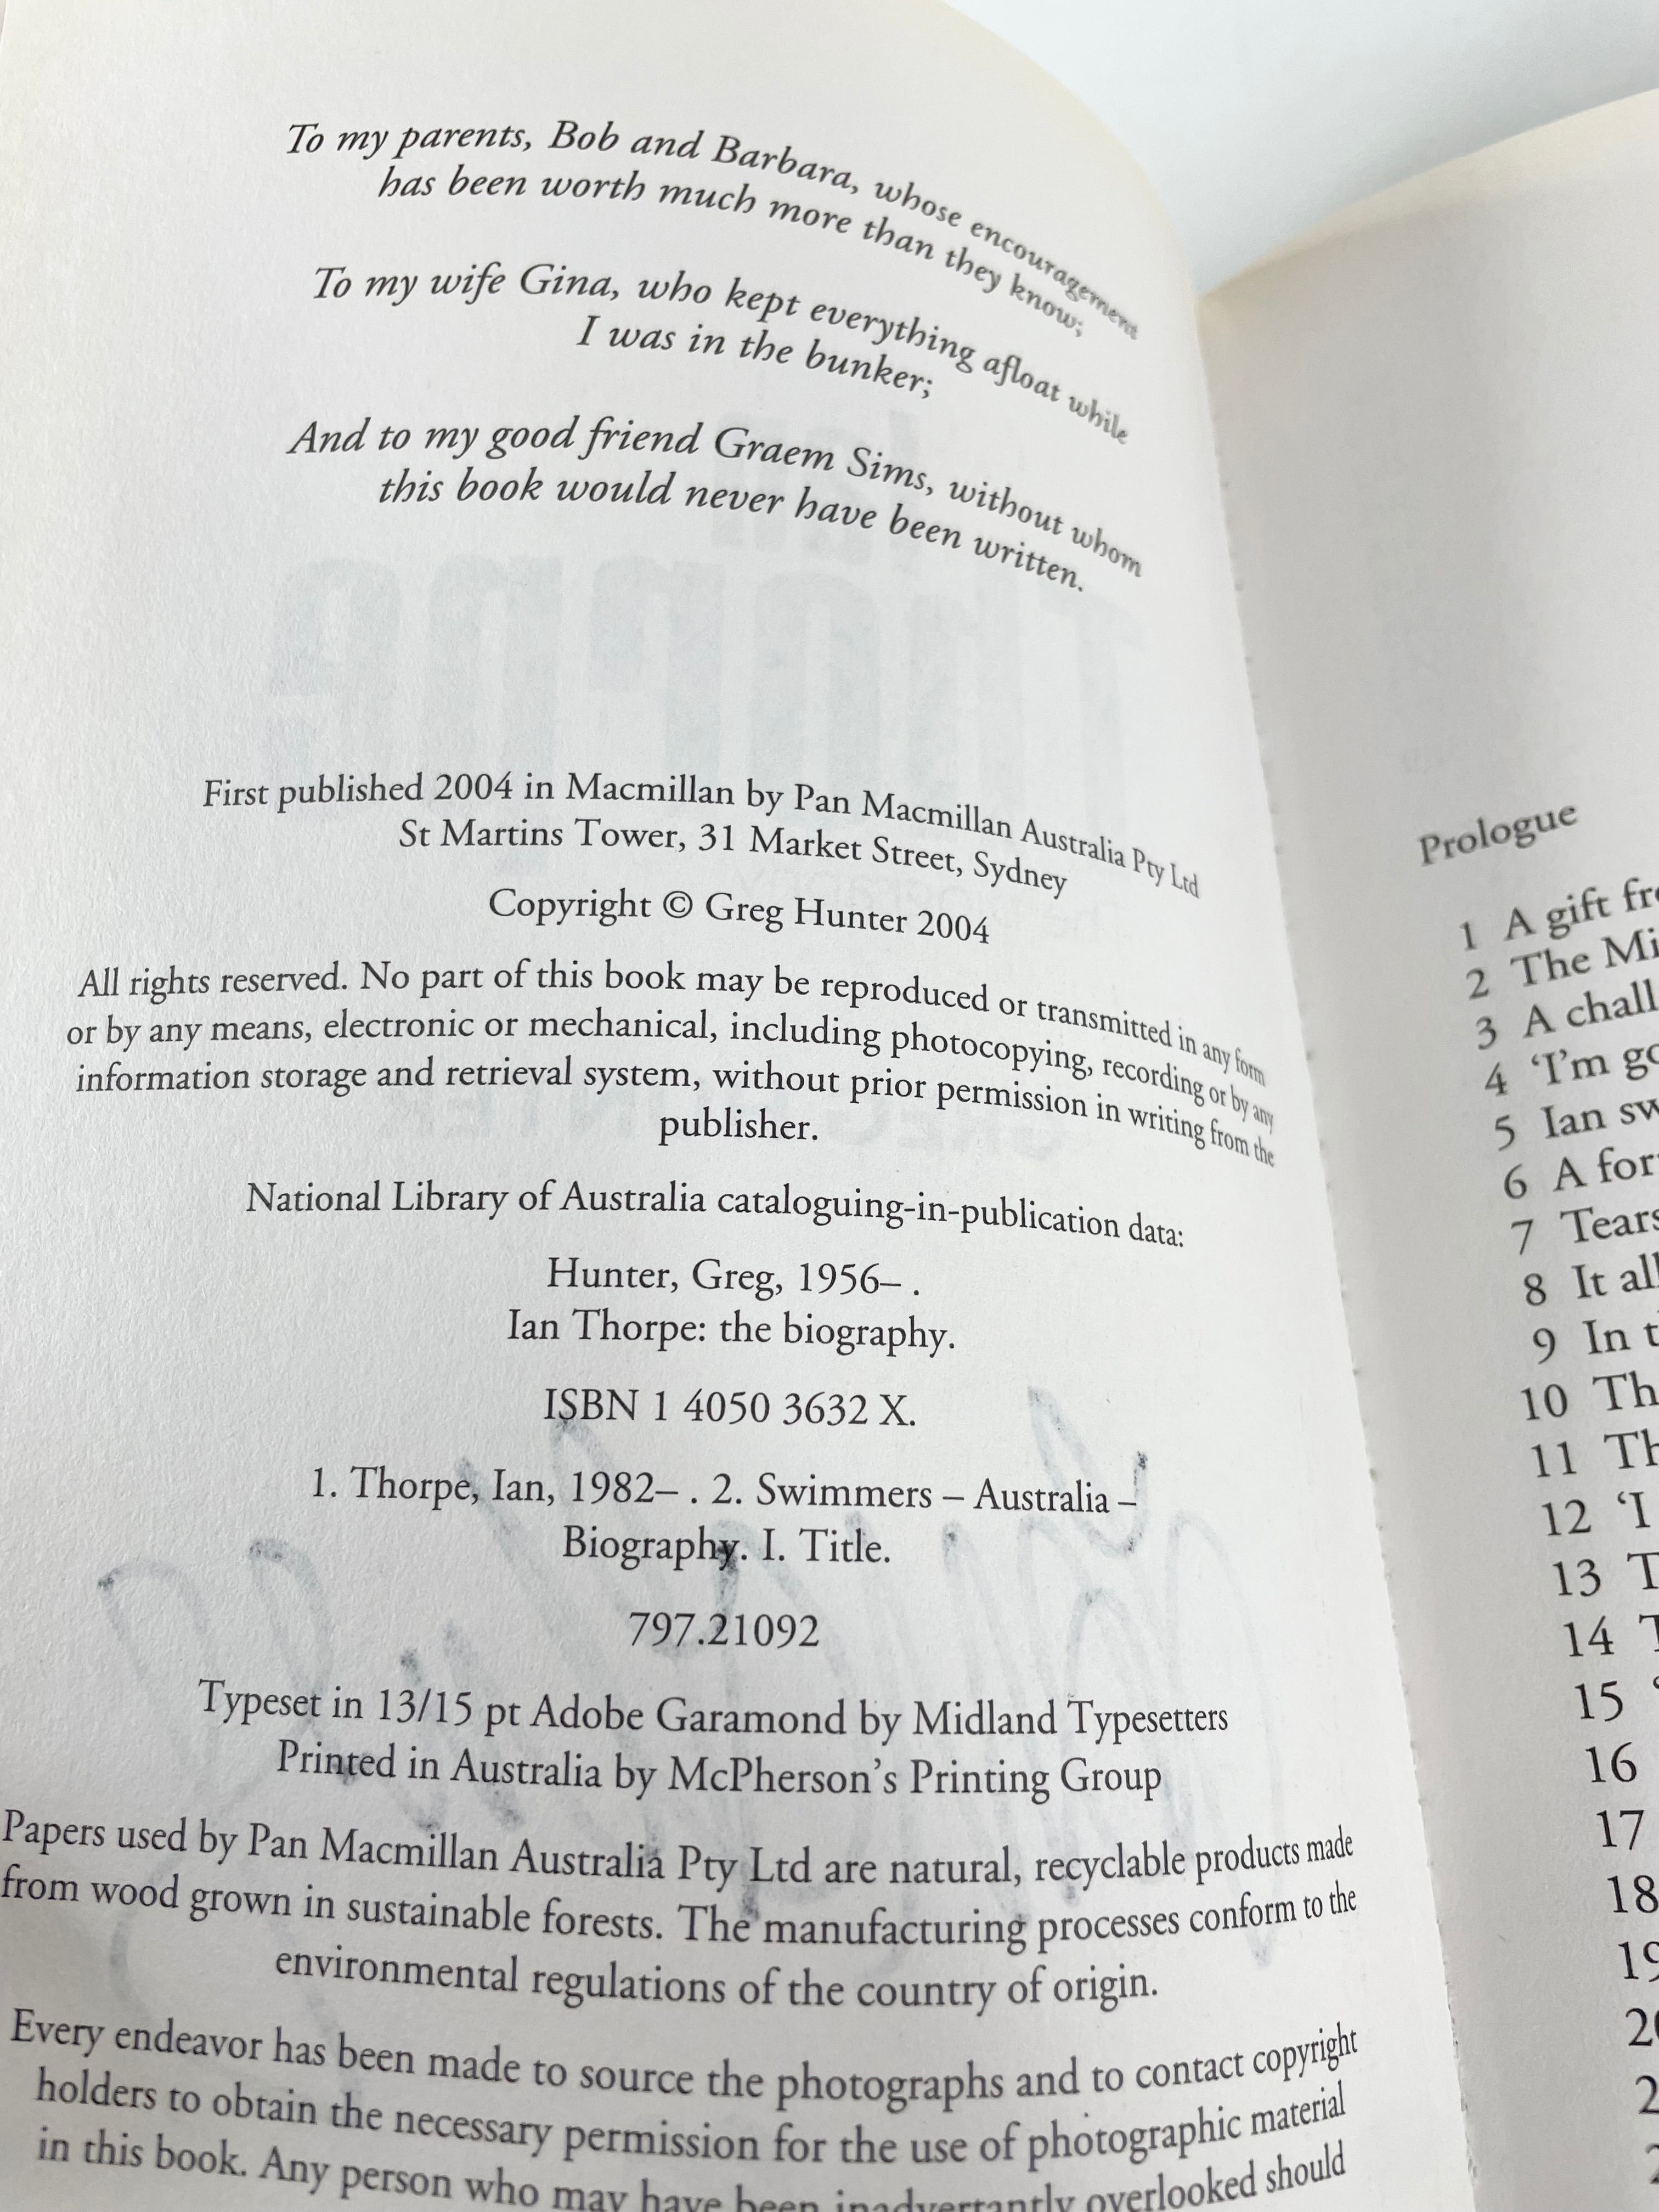 To my parents, Bob and Barbara, whose encouragement
has been worth much more than they know;
To my wife Gina, who kept everything afloat while
I was in the bunker;
And to my good friend Graem Sims, without whom
this book would never have been written.
First published 2004 in Macmillan by Pan Macmillan Australia Pty Ltd
St Martins Tower, 31 Market Street, Sydney
Copyright © Greg Hunter 2004
All rights reserved. No part of this book may be reproduced or transmitted in any form
or by any means, electronic or mechanical, including photocopying, recording or by any
information storage and retrieval system, without prior permission in writing from the
publisher.
National Library of Australia cataloguing-in-publication data:
Hunter, Greg, 1956– .
Ian Thorpe: the biography.
ISBN 1 4050 3632 X.
1. Thorpe, Ian, 1982– . 2. Swimmers – Australia –
Biography. I. Title.
797.21092
Typeset in 13/15 pt Adobe Garamond by Midland Typesetters
Printed in Australia by McPherson's Printing Group
Papers used by Pan Macmillan Australia Pty Ltd are natural, recyclable products made
from wood grown in sustainable forests. The manufacturing processes conform to the
environmental regulations of the country of origin.
Every endeavor has been made to source the photographs and to contact copyright
holders to obtain the necessary permission for the use of photographic material
in this book. Any person who may have been inadvertantly overlooked should
Prologue
1 A gift
2 The
3 A
4 'I'm
5 Ian
6 A
7 Tears
8 It
9 In
10
11
12 'I
13
14
15
16
17
18
19